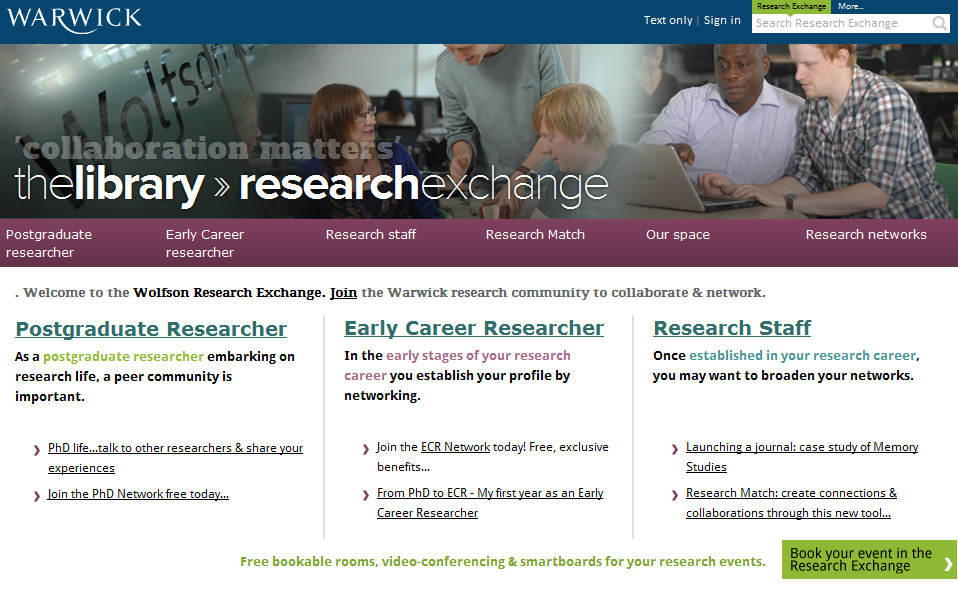 WARWICK
Text only | Sign in
Research Exchange More...
Search Research Exchange
Wolfson
'collaboration matters'
thelibrary » researchexchange
Postgraduate researcher
Early Career researcher
Research staff
Research Match
Our space
Research networks
. Welcome to the Wolfson Research Exchange. Join the Warwick research community to collaborate & network.
Postgraduate Researcher
As a postgraduate researcher embarking on
research life, a peer community is
important.
PhD life...talk to other researchers & share your
experiences
Join the PhD Network free today...
Early Career Researcher
In the early stages of your research
career you establish your profile by
networking.
Join the ECR Network today! Free, exclusive
benefits...
From PhD to ECR - My first year as an Early
Career Researcher
Research Staff
Once established in your research career,
you may want to broaden your networks.
Launching a journal: case study of Memory
Studies
Research Match: create connections &
collaborations through this new tool...
Free bookable rooms, video-conferencing & smartboards for your research events.
Book your event in the
Research Exchange